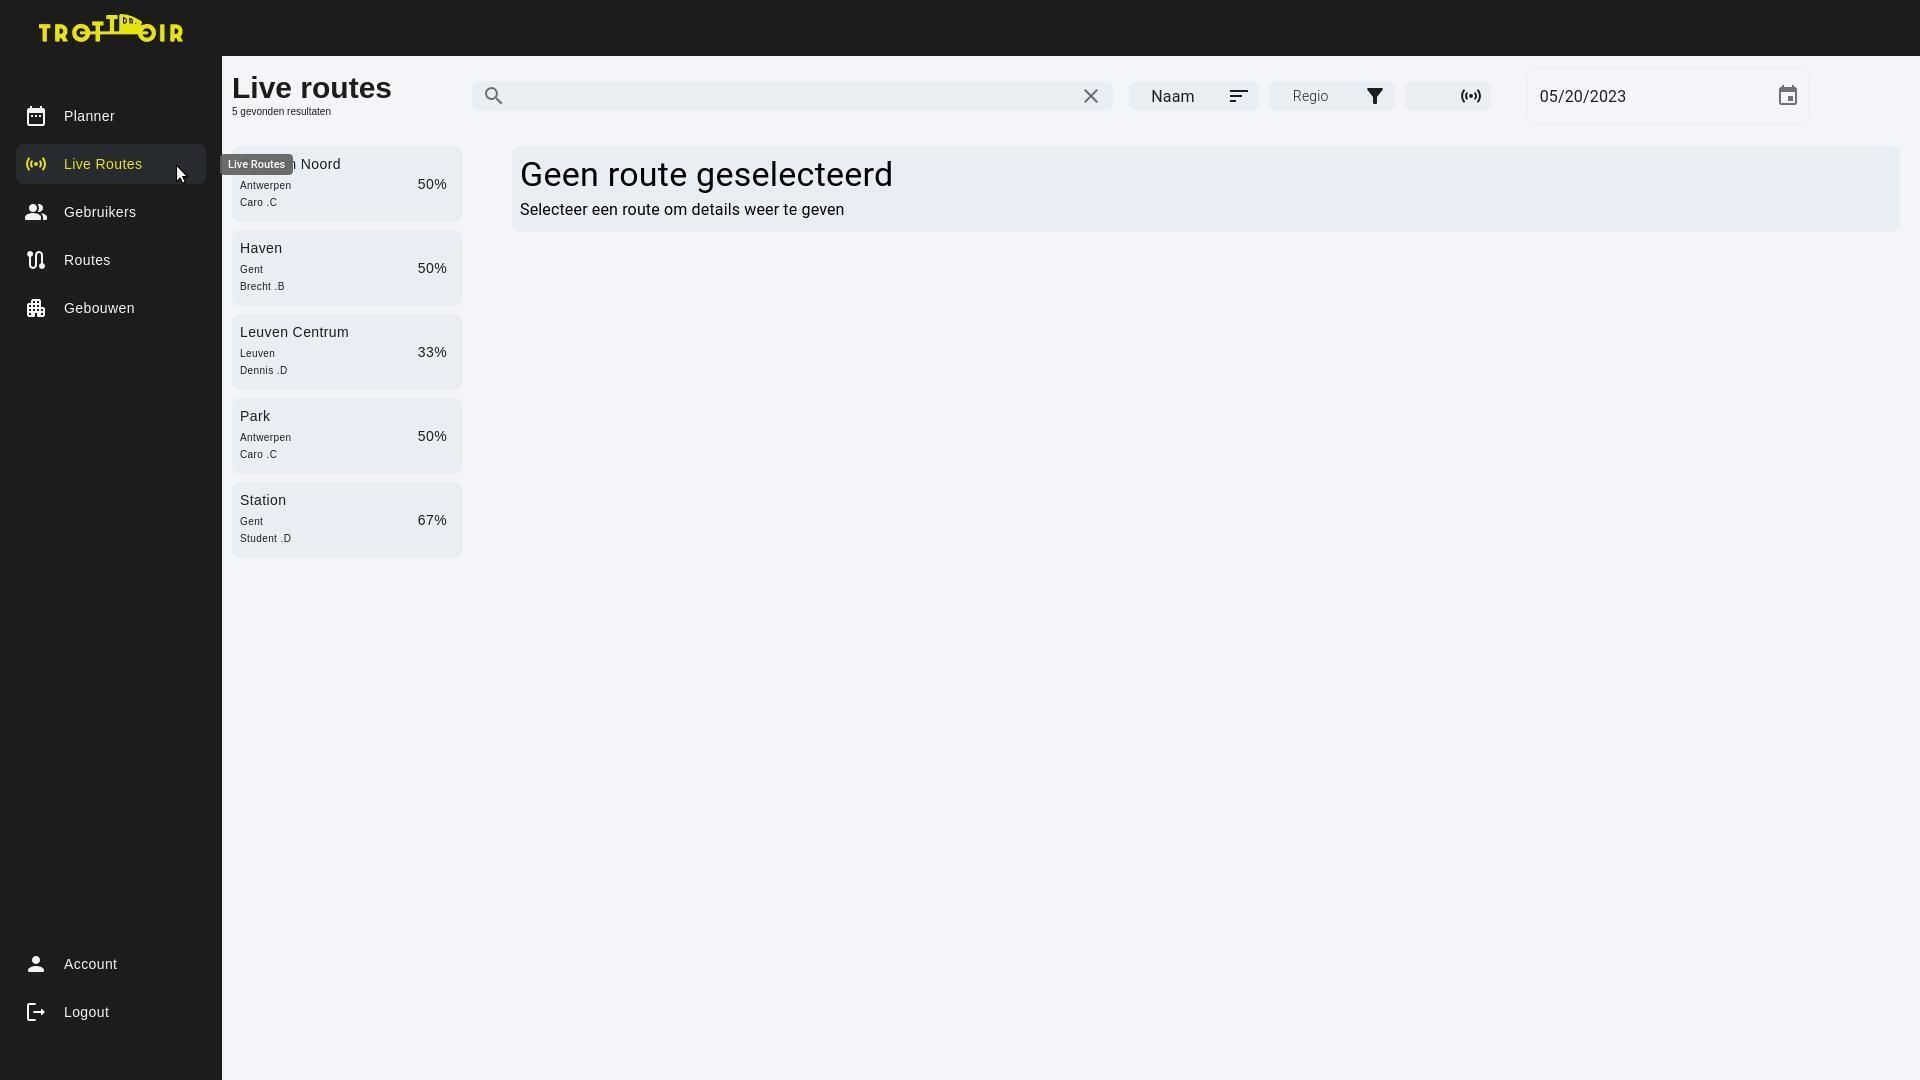 TROTTOIR
DR.
Planner
Live Routes
Gebruikers
Routes
Gebouwen
Account
Logout
Live routes
5 gevonden resultaten
Naam
Regio
05/20/2023
Live Routes
Noord
Antwerpen
Caro .C
50%
Haven
Gent
Brecht .B
50%
Leuven Centrum
Leuven
Dennis .D
33%
Park
Antwerpen
Caro .C
50%
Station
Gent
Student .D
67%
Geen route geselecteerd
Selecteer een route om details weer te geven